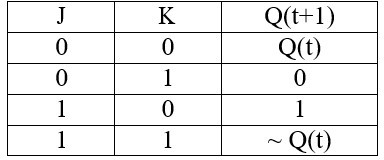 J K Q(t+1)
0 0 Q(t)
0 1 0
1 0 1
1 1 ~ Q(t)